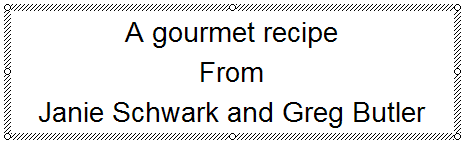 A gourmet recipe
From
Janie Schwark and Greg Butler